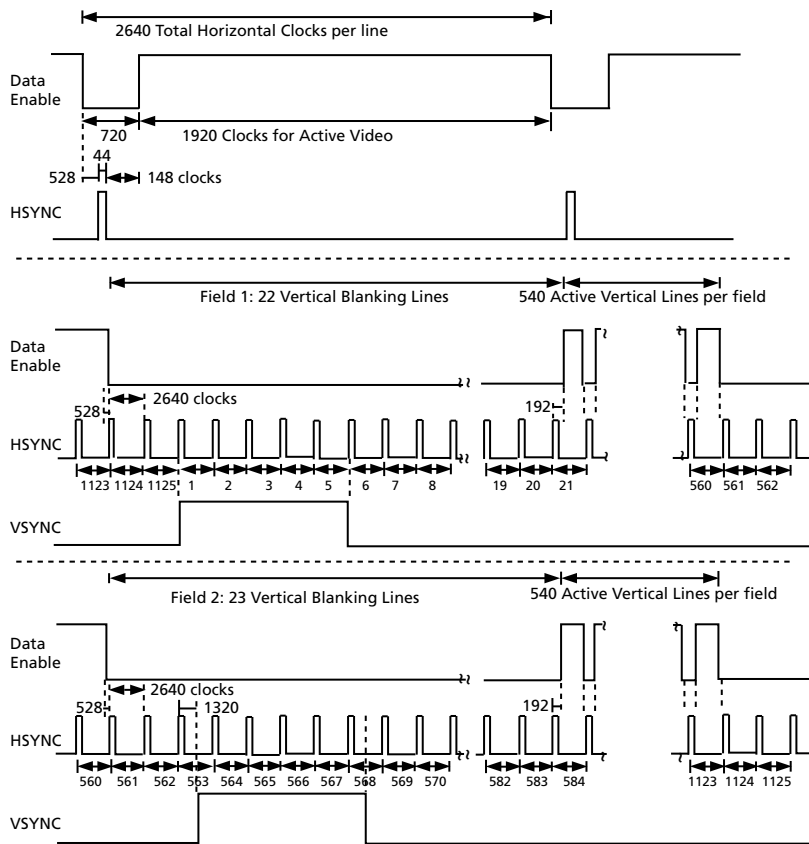 2640 Total Horizontal Clocks per line
Data
Enable
720
1920 Clocks for Active Video
44
528
148 clocks
HSYNC
Field 1: 22 Vertical Blanking Lines
540 Active Vertical Lines per field
Data
Enable
2640 clocks
528
192
HSYNC
1123 1124 1125 1 2 3 4 5 6 7 8 19 20 21 560 561 562
VSYNC
Field 2: 23 Vertical Blanking Lines
540 Active Vertical Lines per field
Data
Enable
2640 clocks
528
1320
192
HSYNC
560 561 562 563 564 565 566 567 568 569 570 582 583 584 1123 1124 1125
VSYNC